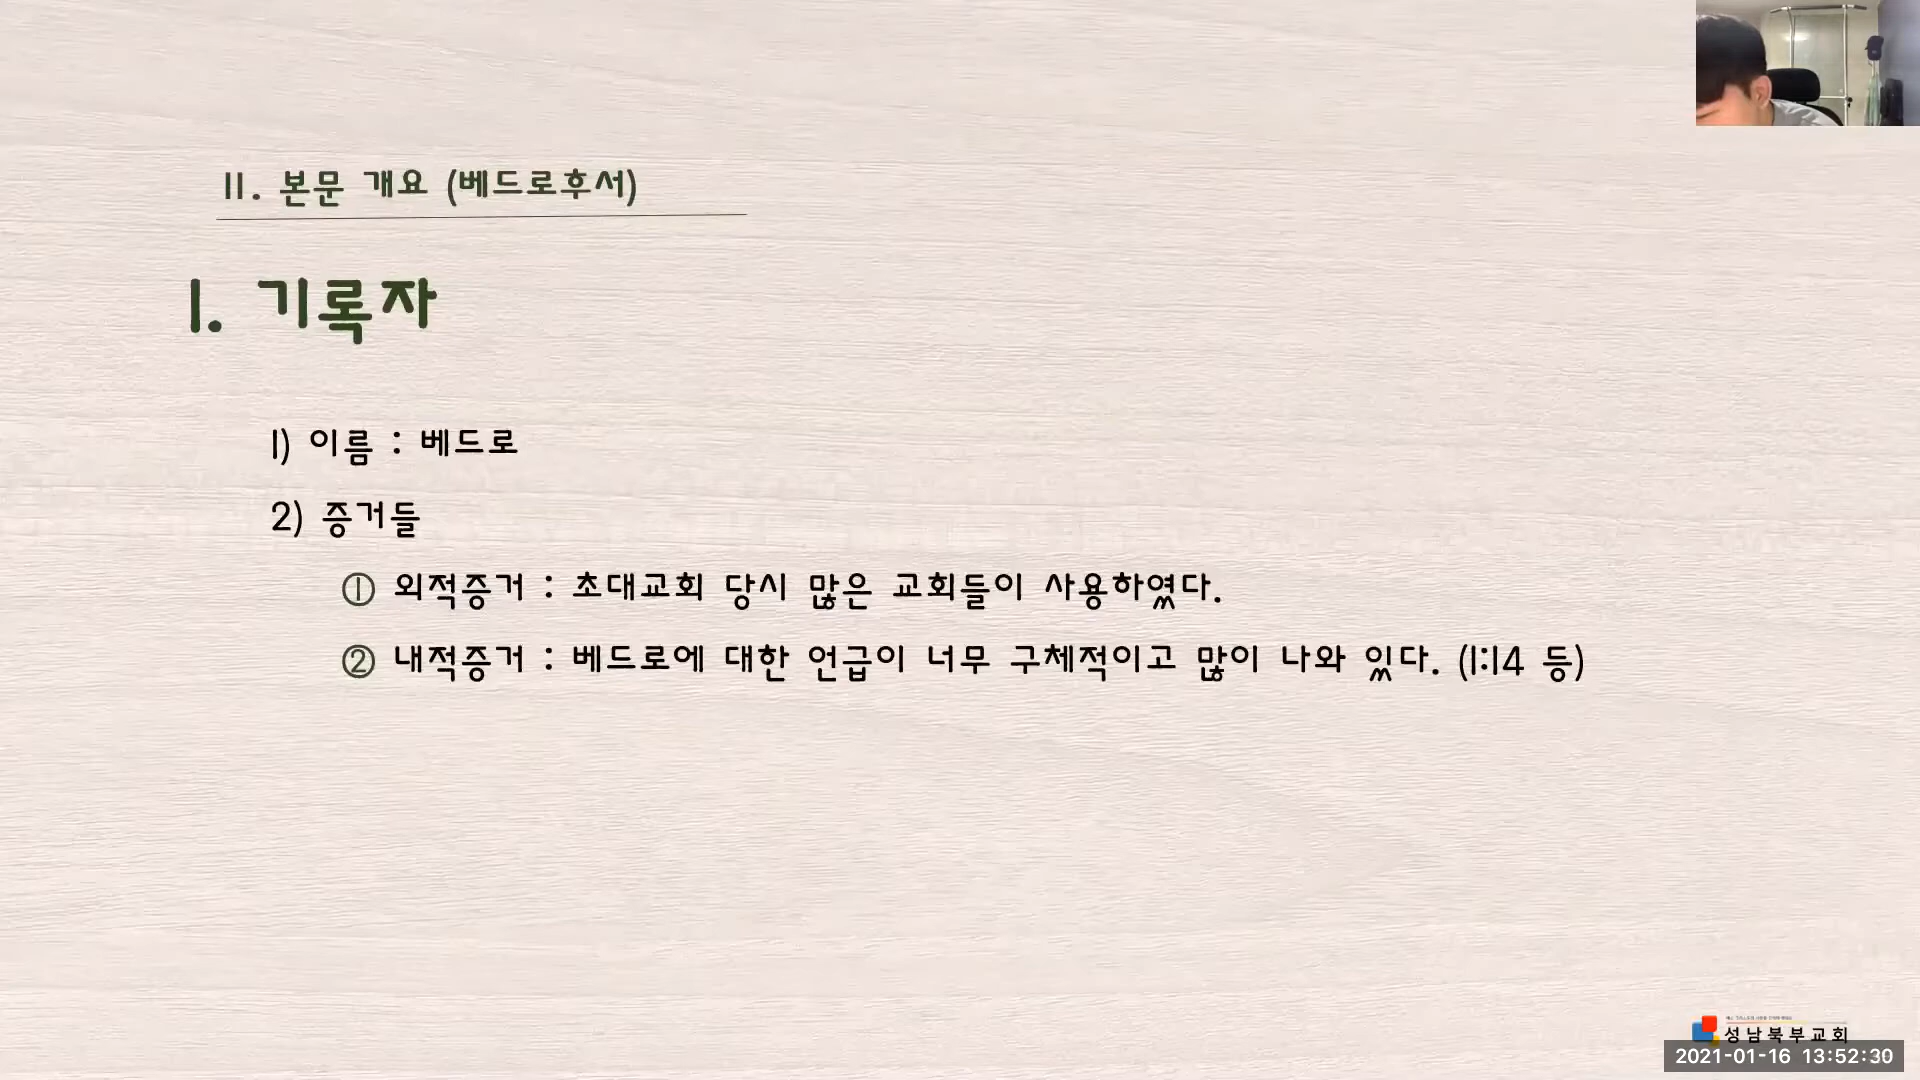 II. 본문 개요 (베드로후서)
1. 기록자
1) 이름 : 베드로
2) 증거들
① 외적증거 : 초대교회 당시 많은 교회들이 사용하였다.
② 내적증거 : 베드로에 대한 언급이 너무 구체적이고 많이 나와 있다. (1:14 등)
성남북부교회
2021-01-16 13:52:30